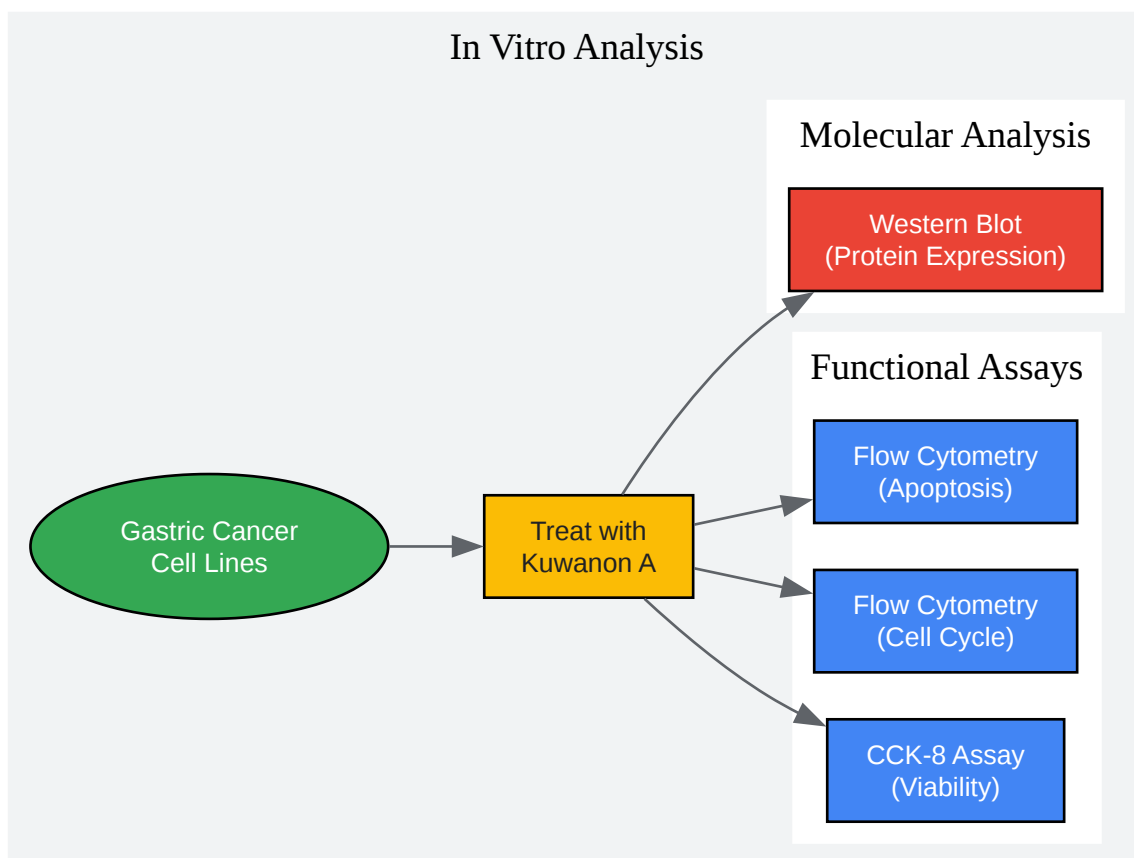 In Vitro Analysis
Molecular Analysis
Western Blot
(Protein Expression)
Functional Assays
Flow Cytometry
(Apoptosis)
Gastric Cancer
Cell Lines
Treat with
Kuwanon A
Flow Cytometry
(Cell Cycle)
CCK-8 Assay
(Viability)